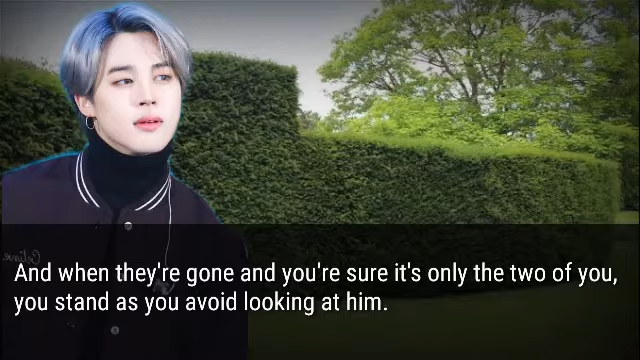 And when they're gone and you're sure it's only the two of you,
you stand as you avoid looking at him.